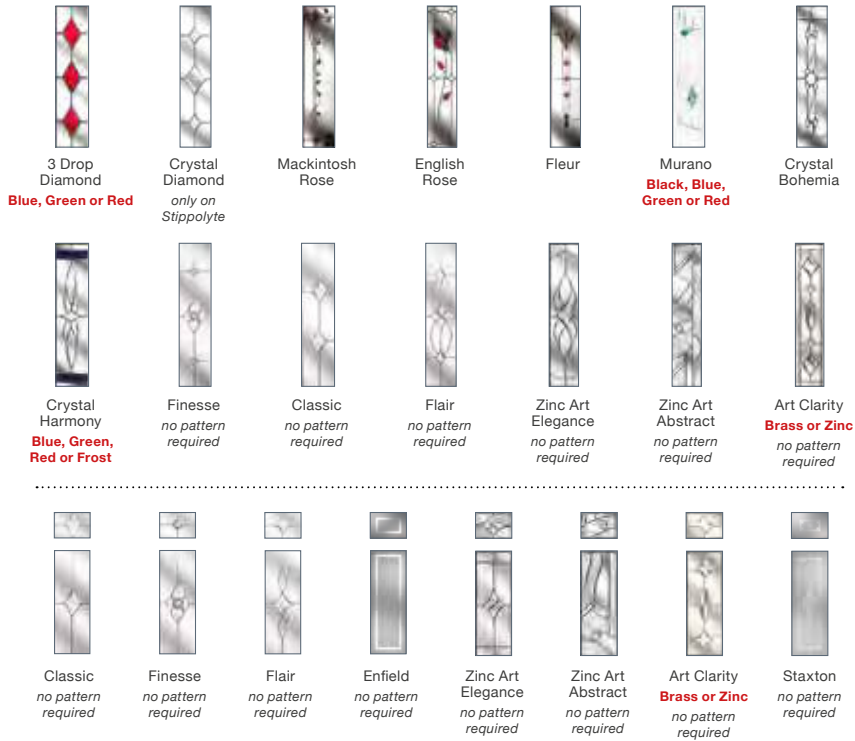 3 Drop
Diamond
Blue, Green or Red
Crystal
Diamond
only on
Stippolyte
Mackintosh
Rose
English
Rose
Fleur
Murano
Black, Blue,
Green or Red
Crystal
Bohemia
Crystal
Harmony
Blue, Green,
Red or Frost
Finesse
no pattern
required
Classic
no pattern
required
Flair
no pattern
required
Zinc Art
Elegance
no pattern
required
Zinc Art
Abstract
no pattern
required
Art Clarity
Brass or Zinc
no pattern
required
Classic
no pattern
required
Finesse
no pattern
required
Flair
no pattern
required
Enfield
no pattern
required
Zinc Art
Elegance
no pattern
required
Zinc Art
Abstract
no pattern
required
Art Clarity
Brass or Zinc
no pattern
required
Staxton
no pattern
required